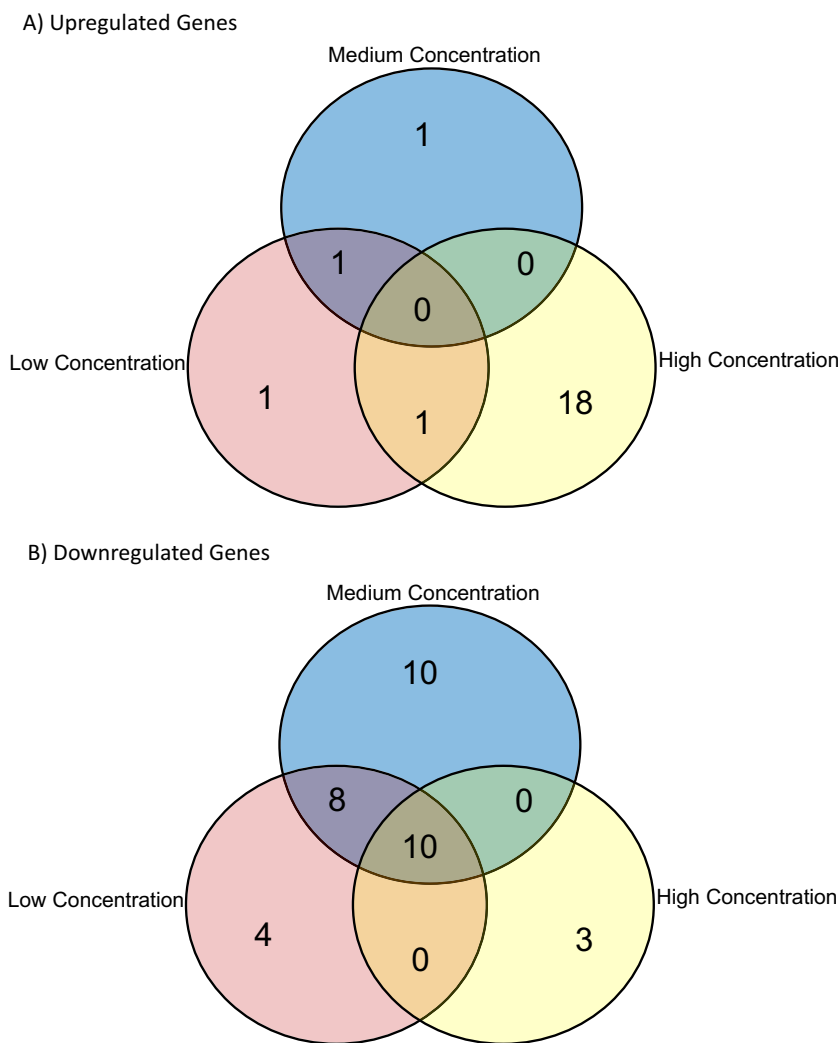 A) Upregulated Genes
Medium Concentration
1
1
0
0
Low Concentration
High Concentration
1
1
18
B) Downregulated Genes
Medium Concentration
10
8
0
10
Low Concentration
High Concentration
4
0
3